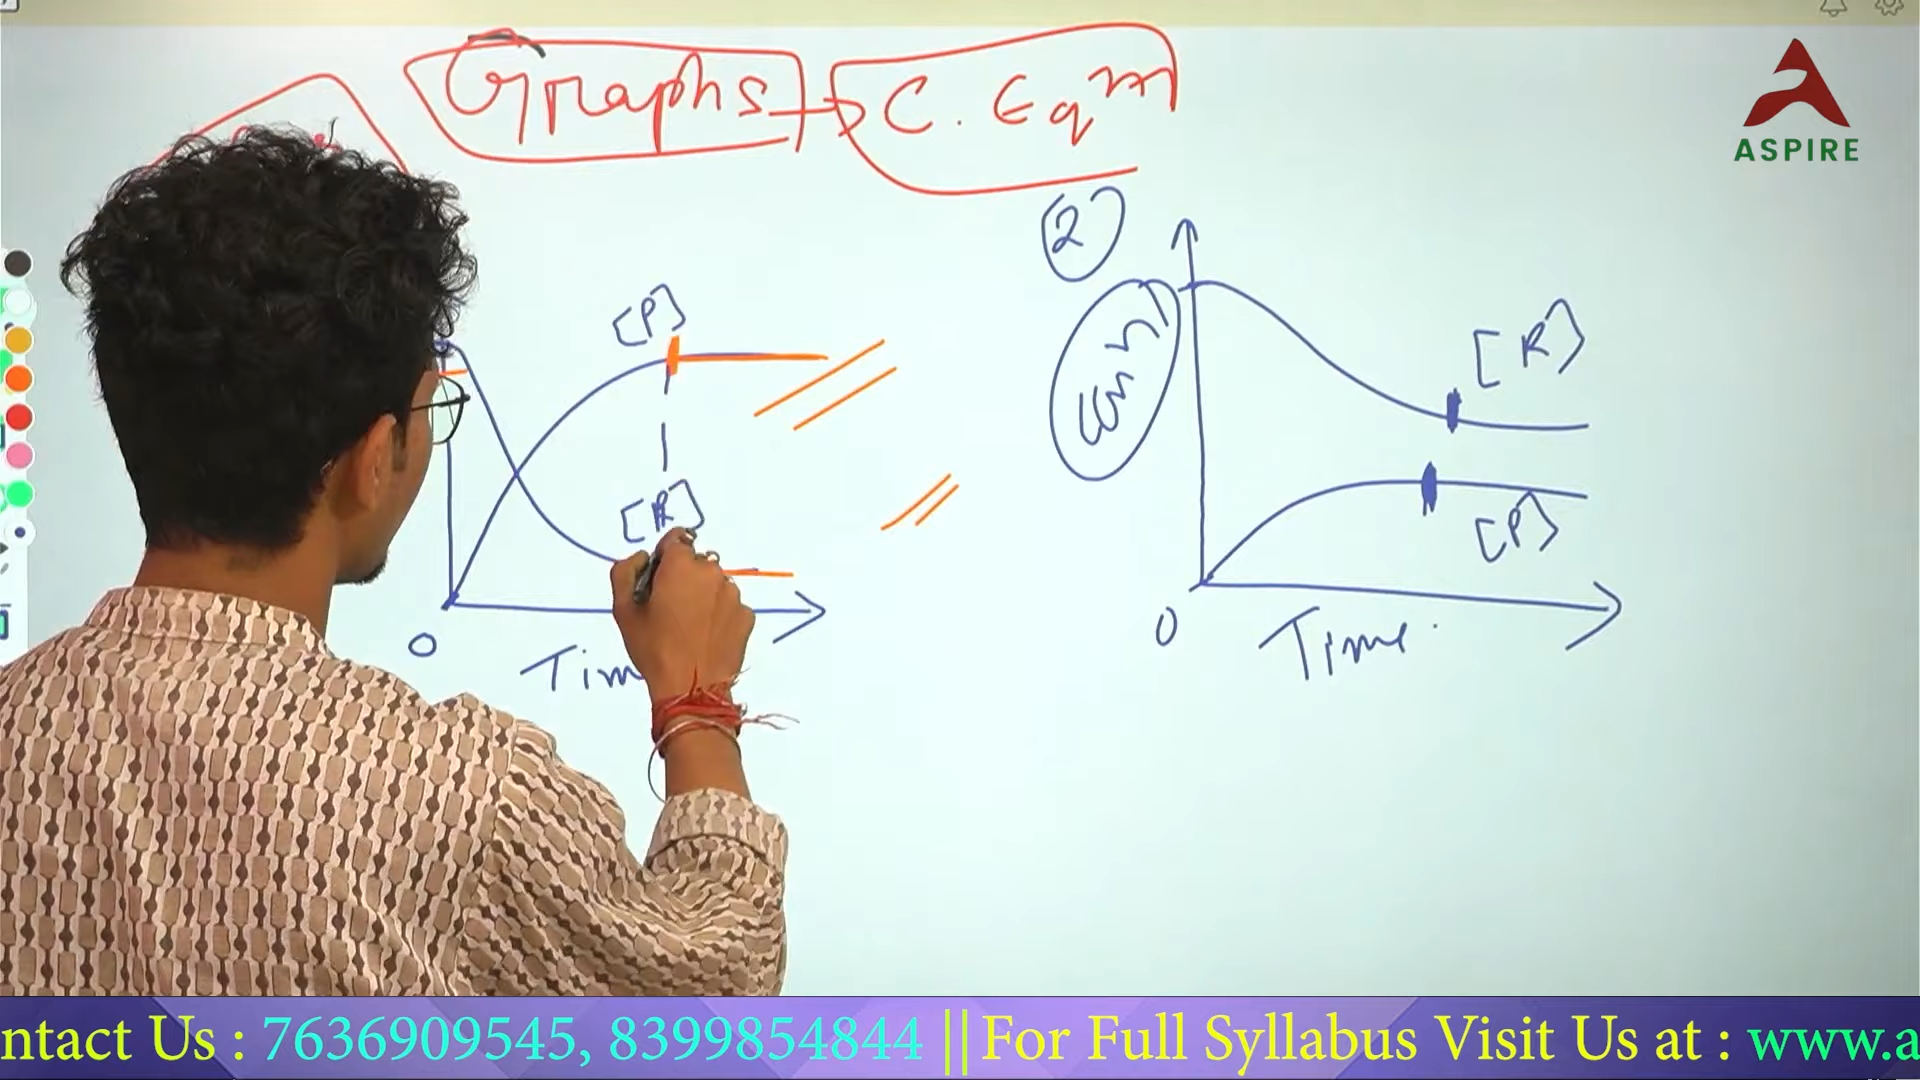 Graphs → C. Eqm
ASPIRE
(2)
[P]
[R]
Conn
[R]
[P]
0
Tim
0
Time
ntact Us : 7636909545, 8399854844 || For Full Syllabus Visit Us at : www.a